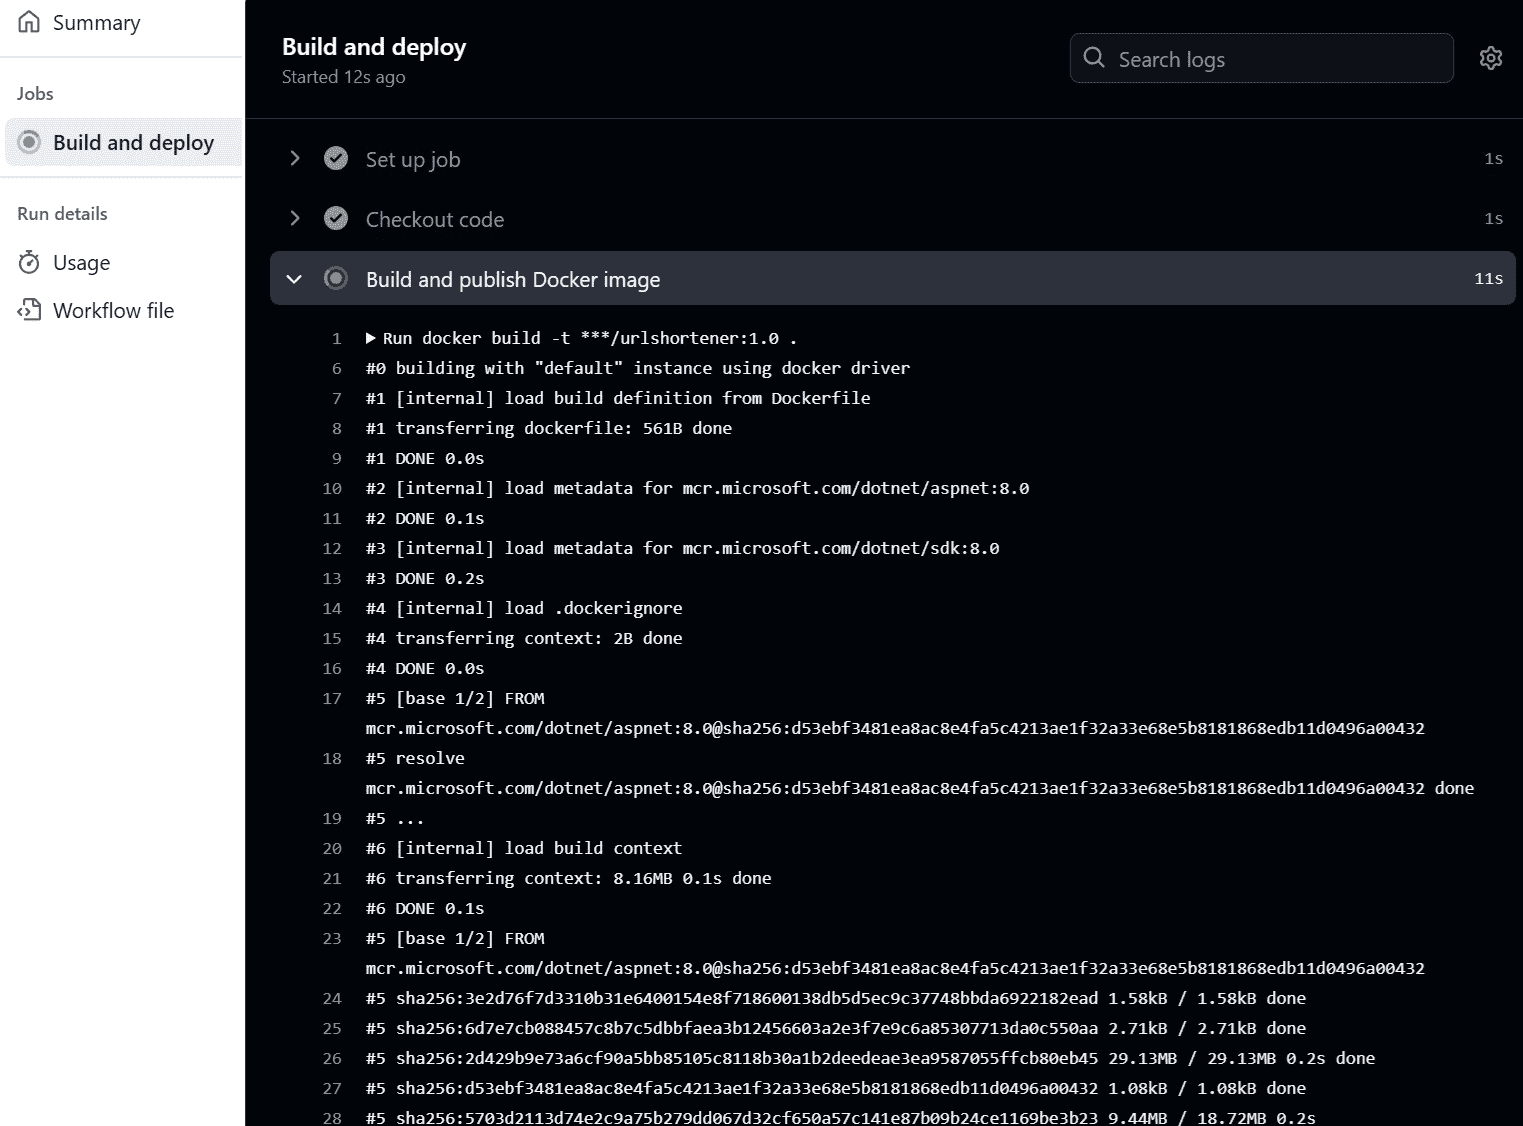 Summary
Jobs
Build and deploy
Run details
Usage
Workflow file
Build and deploy
Started 12s ago
Search logs
Set up job 1s
Checkout code 1s
Build and publish Docker image 11s
1 Run docker build -t ***/urlshortener:1.0 .
6 #0 building with "default" instance using docker driver
7 #1 [internal] load build definition from Dockerfile
8 #1 transferring dockerfile: 561B done
9 #1 DONE 0.0s
10 #2 [internal] load metadata for mcr.microsoft.com/dotnet/aspnet:8.0
11 #2 DONE 0.1s
12 #3 [internal] load metadata for mcr.microsoft.com/dotnet/sdk:8.0
13 #3 DONE 0.2s
14 #4 [internal] load .dockerignore
15 #4 transferring context: 2B done
16 #4 DONE 0.0s
17 #5 [base 1/2] FROM
mcr.microsoft.com/dotnet/aspnet:8.0@sha256:d53ebf3481ea8ac8e4fa5c4213ae1f32a33e68e5b8181868edb11d0496a00432
18 #5 resolve
mcr.microsoft.com/dotnet/aspnet:8.0@sha256:d53ebf3481ea8ac8e4fa5c4213ae1f32a33e68e5b8181868edb11d0496a00432 done
19 #5 ...
20 #6 [internal] load build context
21 #6 transferring context: 8.16MB 0.1s done
22 #6 DONE 0.1s
23 #5 [base 1/2] FROM
mcr.microsoft.com/dotnet/aspnet:8.0@sha256:d53ebf3481ea8ac8e4fa5c4213ae1f32a33e68e5b8181868edb11d0496a00432
24 #5 sha256:3e2d76f7d3310b31e6400154e8f718600138db5d5ec9c37748bbda6922182ead 1.58kB / 1.58kB done
25 #5 sha256:6d7e7cb088457c8b7c5dbbfaea3b12456603a2e3f7e9c6a85307713da0c550aa 2.71kB / 2.71kB done
26 #5 sha256:2d429b9e73a6cf90a5bb85105c8118b30a1b2deedeae3ea9587055ffcb80eb45 29.13MB / 29.13MB 0.2s done
27 #5 sha256:d53ebf3481ea8ac8e4fa5c4213ae1f32a33e68e5b8181868edb11d0496a00432 1.08kB / 1.08kB done
28 #5 sha256:5703d2113d74e2c9a75b279dd067d32cf650a57c141e87b09b24ce1169be3b23 9.44MB / 18.72MB 0.2s